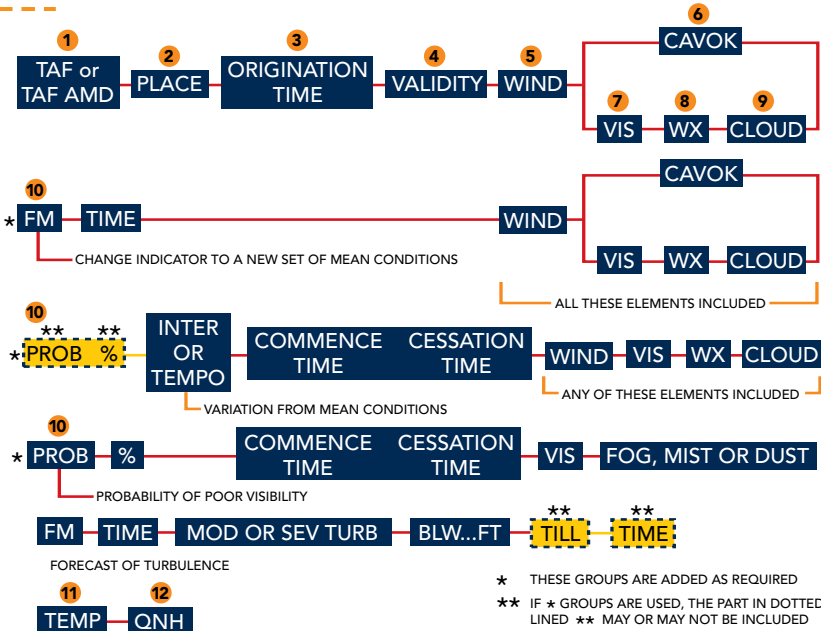 1 2 3 4 5 6
TAF or TAF AMD PLACE ORIGINATION TIME VALIDITY WIND CAVOK
7 8 9
VIS WX CLOUD
10
* FM TIME WIND CAVOK
CHANGE INDICATOR TO A NEW SET OF MEAN CONDITIONS
VIS WX CLOUD
ALL THESE ELEMENTS INCLUDED
10
** **
* PROB % INTER OR TEMPO COMMENCE TIME CESSATION TIME WIND VIS WX CLOUD
ANY OF THESE ELEMENTS INCLUDED
VARIATION FROM MEAN CONDITIONS
10
* PROB % COMMENCE TIME CESSATION TIME VIS FOG, MIST OR DUST
PROBABILITY OF POOR VISIBILITY
** **
FM TIME MOD OR SEV TURB BLW...FT TILL TIME
FORECAST OF TURBULENCE
11 12
TEMP QNH
* THESE GROUPS ARE ADDED AS REQUIRED
** IF * GROUPS ARE USED, THE PART IN DOTTED
LINED ** MAY OR MAY NOT BE INCLUDED